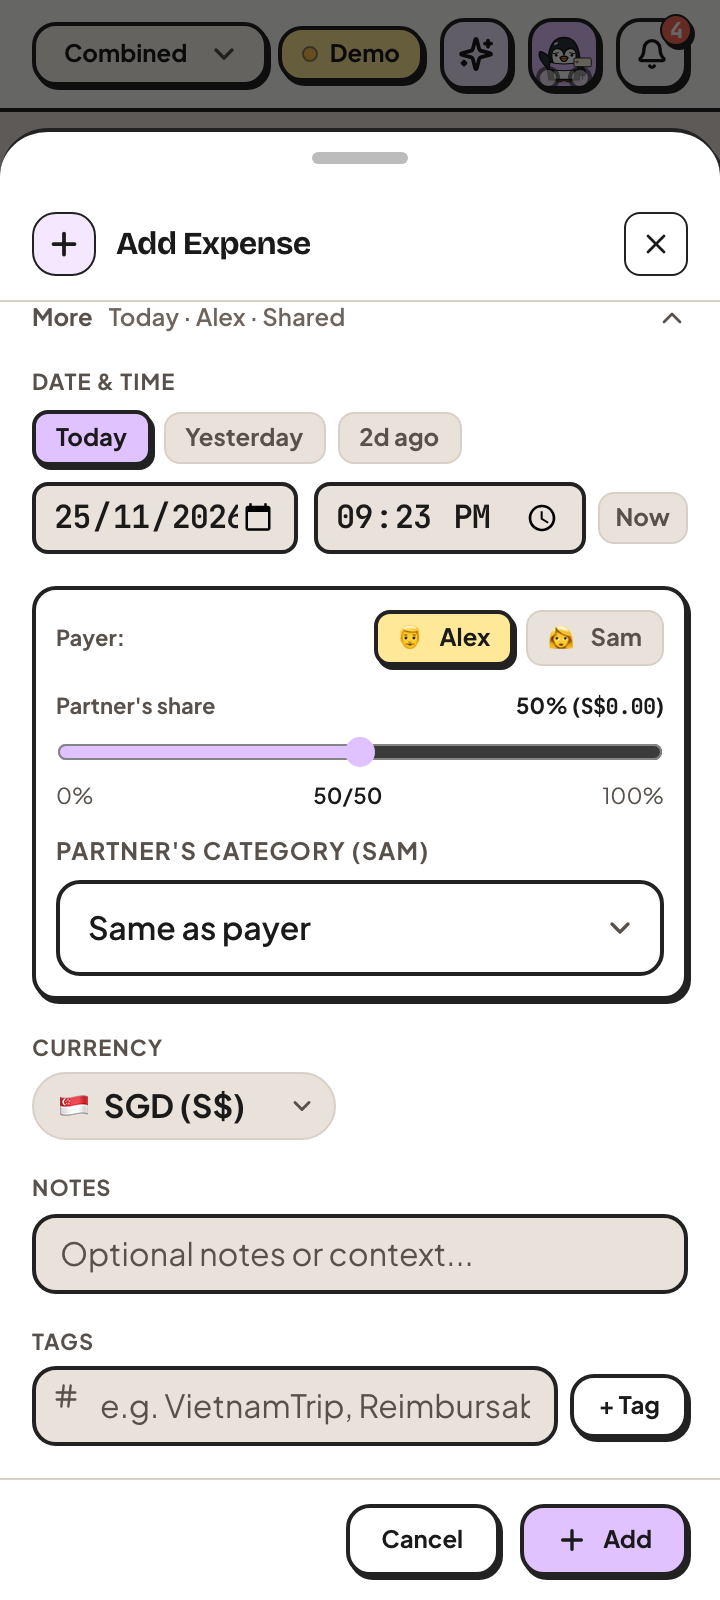 Combined
Demo
4
Add Expense
More Today · Alex · Shared
DATE & TIME
Today
Yesterday
2d ago
25/11/2026
09:23 PM
Now
Payer:
Alex
Sam
Partner's share
50% (S$0.00)
0%
50/50
100%
PARTNER'S CATEGORY (SAM)
Same as payer
CURRENCY
SGD (S$)
NOTES
Optional notes or context...
TAGS
# e.g. VietnamTrip, Reimbursab
+ Tag
Cancel
+ Add